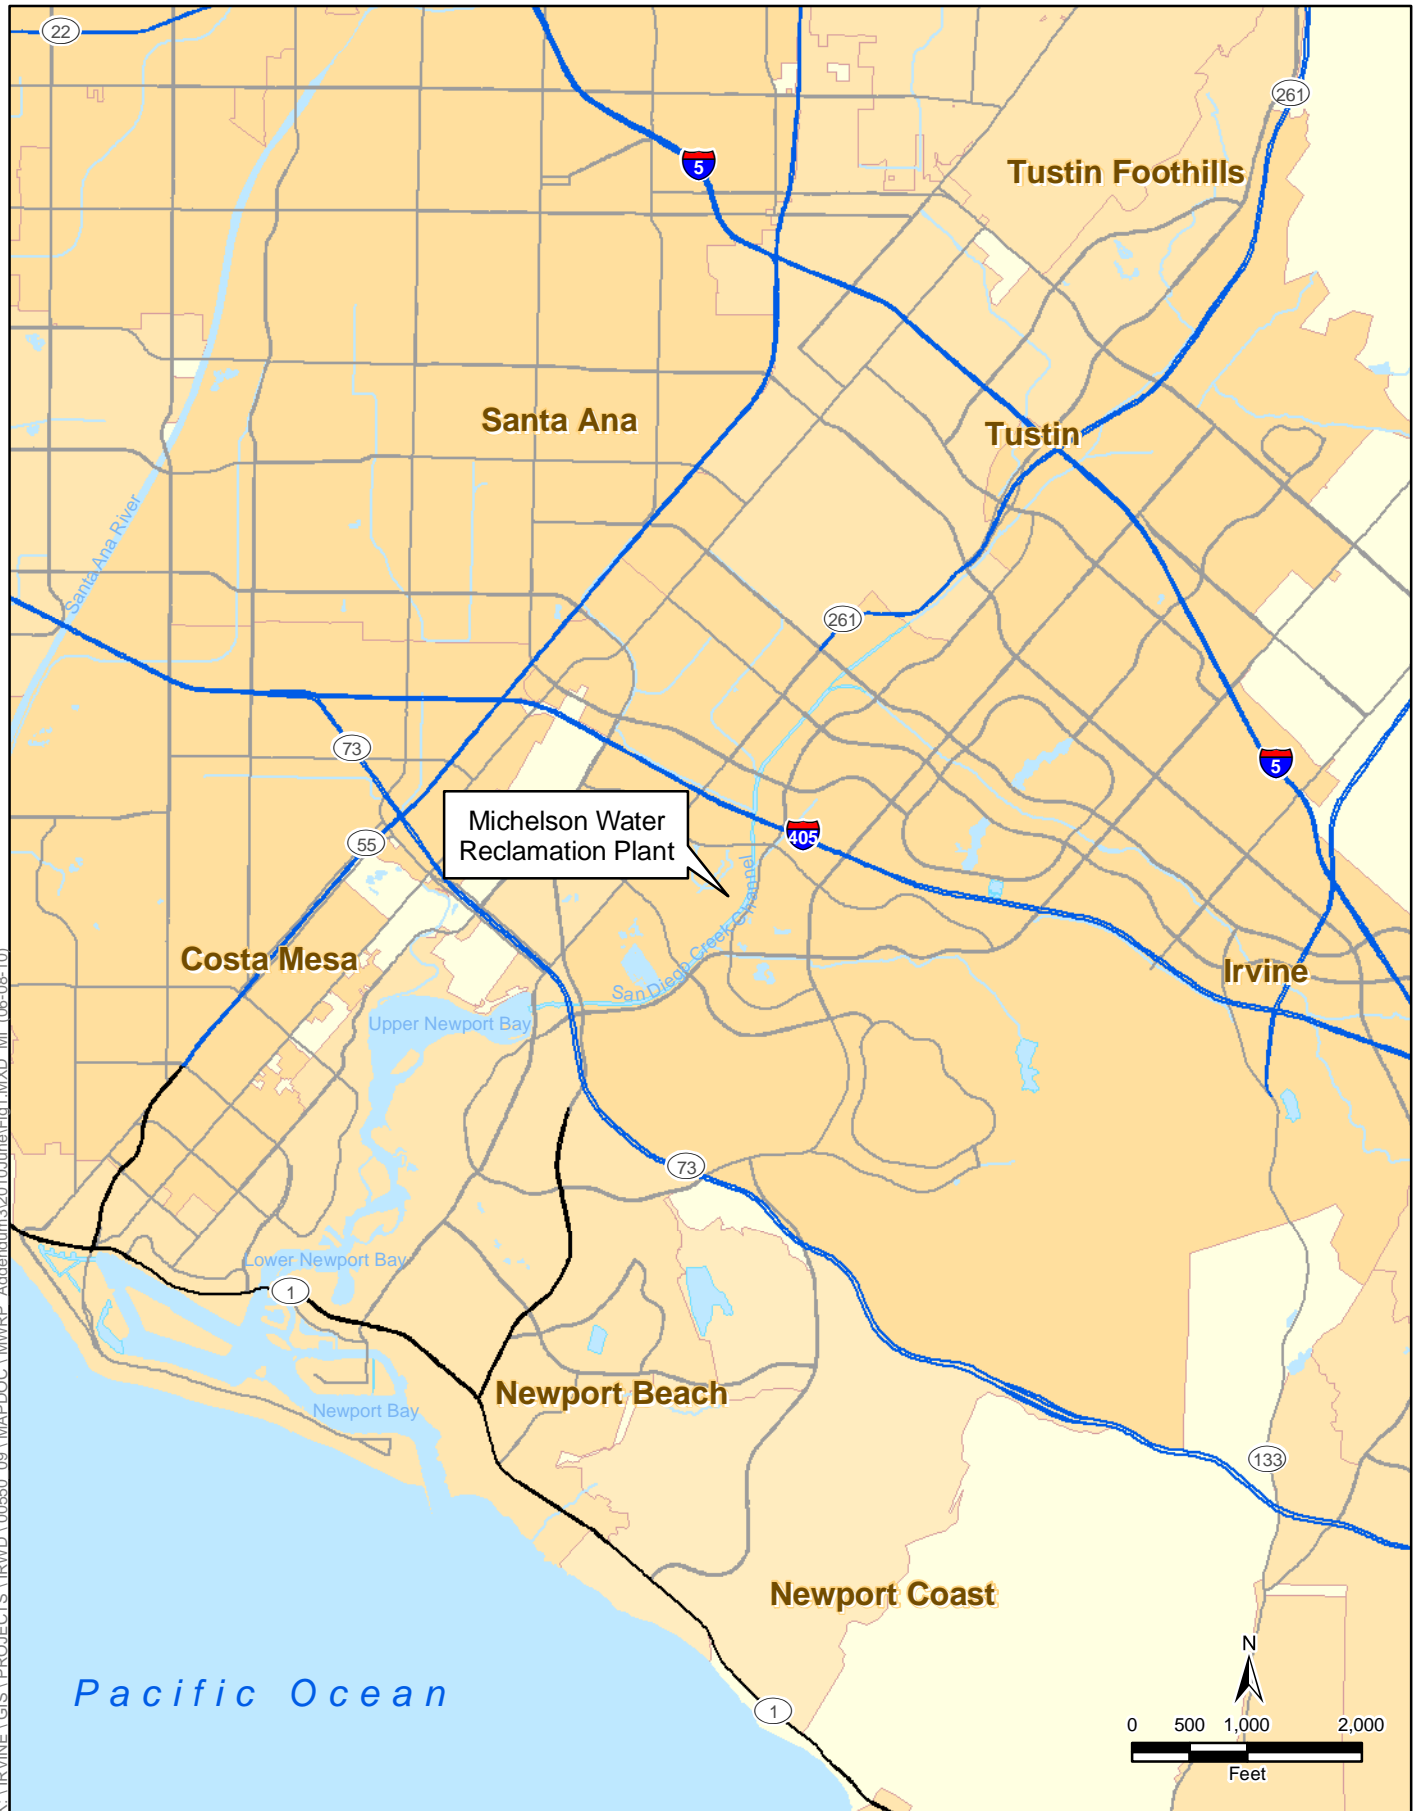 22
261
5
Tustin Foothills
Santa Ana
Tustin
Santa Ana River
261
73
5
Michelson Water
Reclamation Plant
405
55
San Diego Creek Channel
Costa Mesa
Irvine
Upper Newport Bay
73
Lower Newport Bay
1
Newport Beach
Newport Bay
133
Newport Coast
N
Pacific Ocean
1
0 500 1,000 2,000
Feet